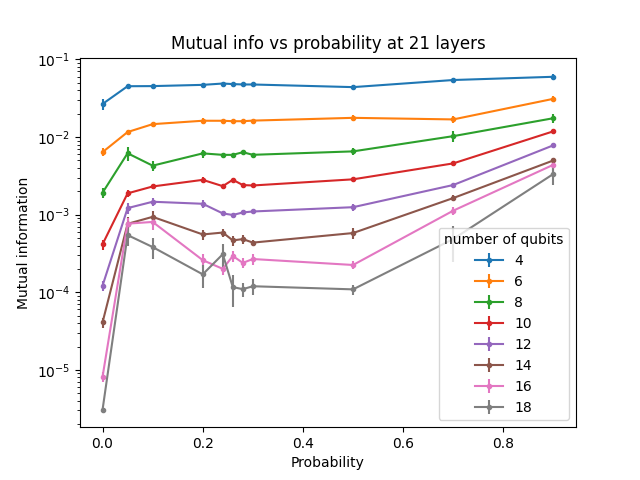 Mutual info vs probability at 21 layers
Mutual information
10⁻¹
10⁻²
10⁻³
10⁻⁴
10⁻⁵
0.0 0.2 0.4 0.6 0.8
Probability
number of qubits
4
6
8
10
12
14
16
18